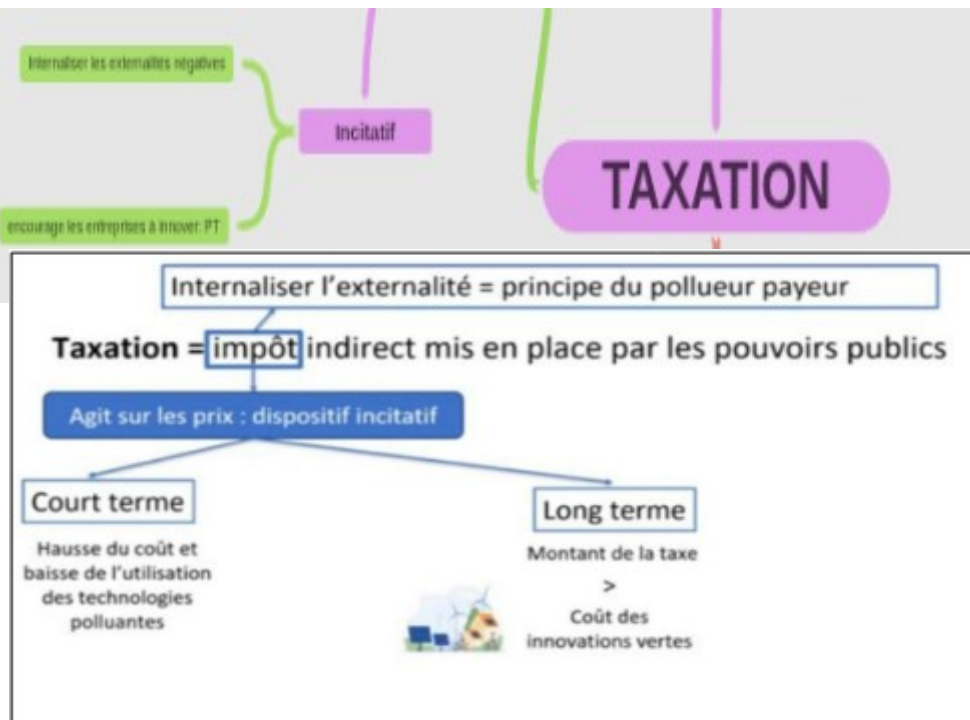 Internaliser les externalités négatives
Incitatif
TAXATION
encourage les entreprises à innover: PT
Internaliser l'externalité = principe du pollueur payeur
Taxation = impôt indirect mis en place par les pouvoirs publics
Agit sur les prix : dispositif incitatif
Court terme
Hausse du coût et
baisse de l'utilisation
des technologies
polluantes
Long terme
Montant de la taxe
>
Coût des
innovations vertes